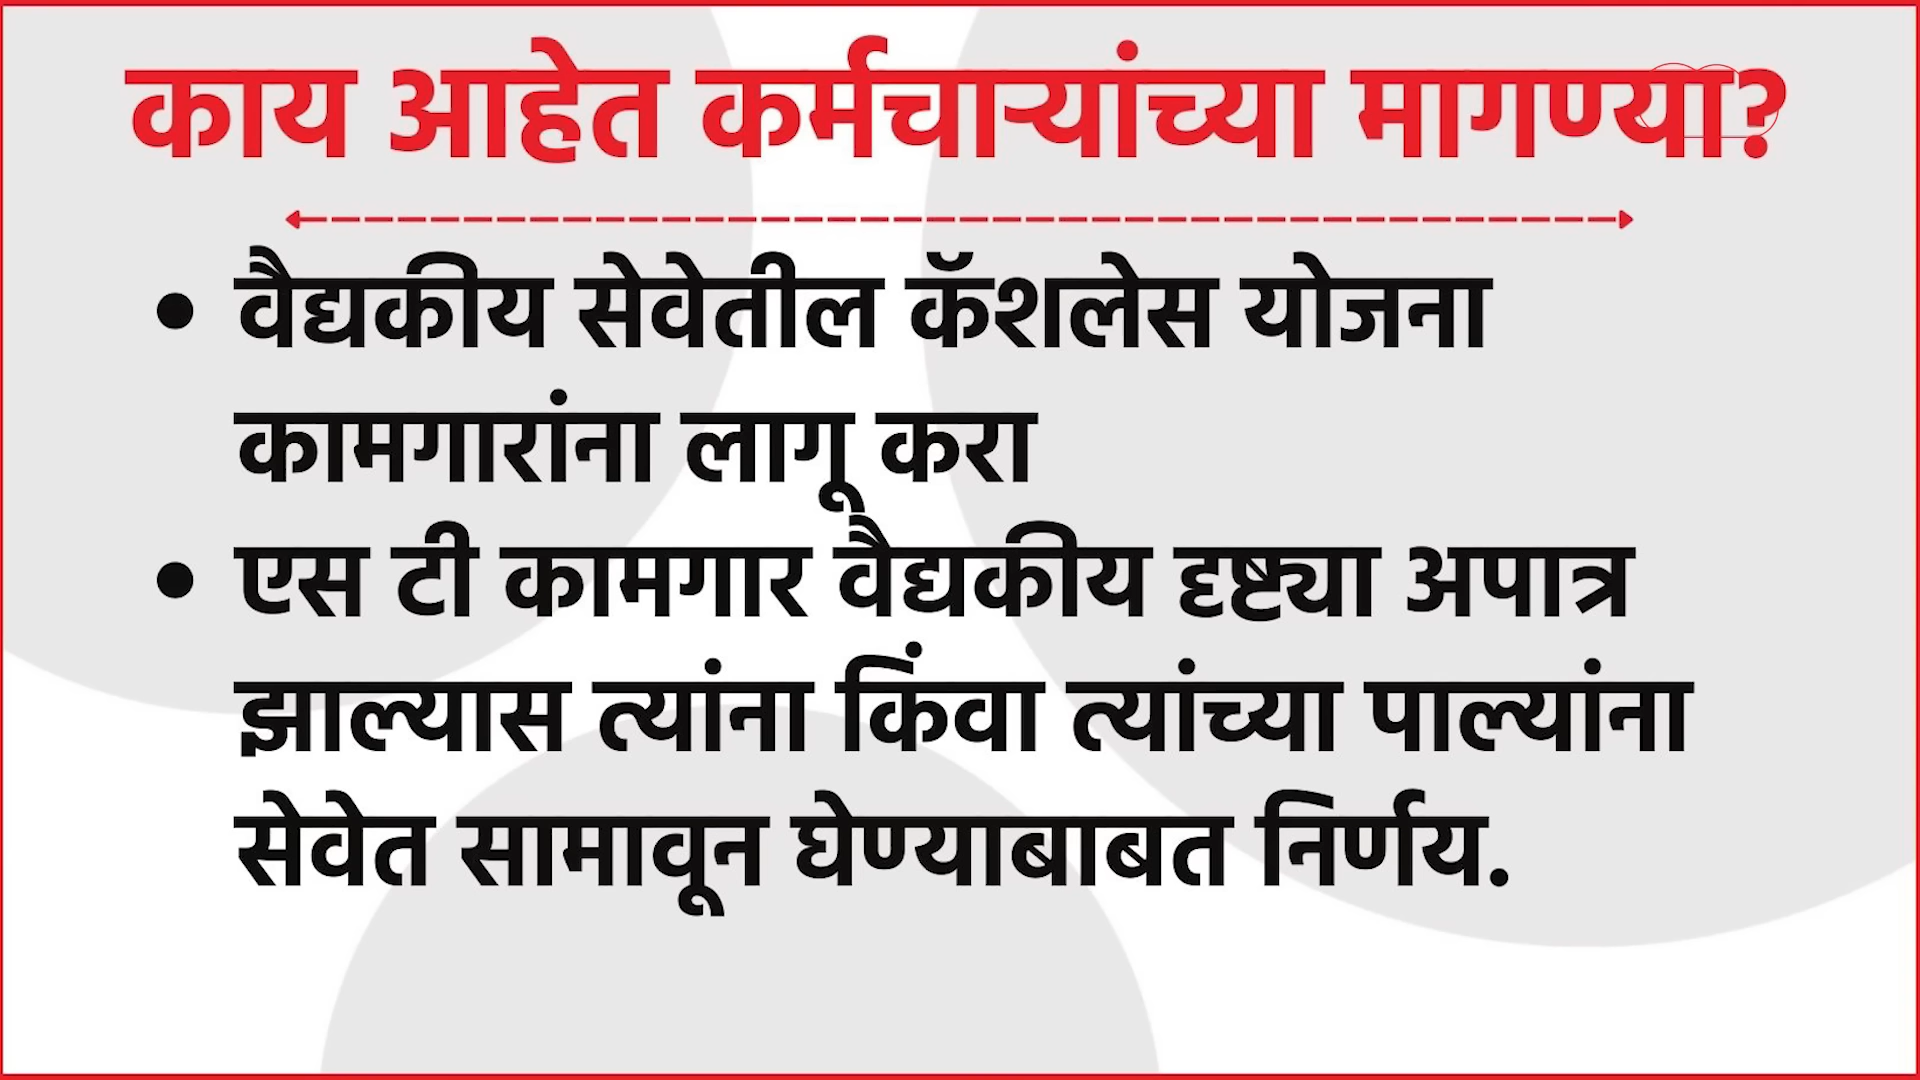 काय आहेत कर्मचाऱ्यांच्या मागण्या?
• वैद्यकीय सेवेतील कॅशलेस योजना
कामगारांना लागू करा
• एस टी कामगार वैद्यकीय दृष्ट्या अपात्र
झाल्यास त्यांना किंवा त्यांच्या पाल्यांना
सेवेत सामावून घेण्याबाबत निर्णय.